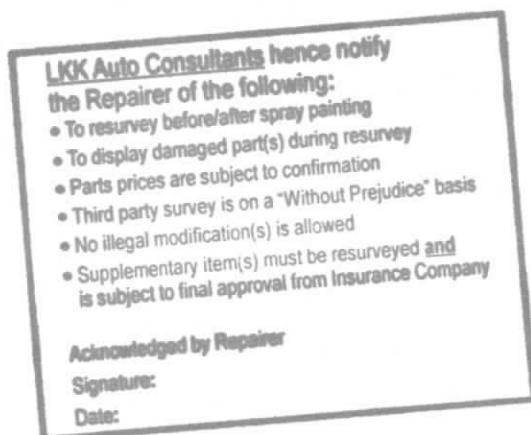 LKK Auto Consultants hence notify
the Repairer of the following:
• To resurvey before/after spray painting
• To display damaged part(s) during resurvey
• Parts prices are subject to confirmation
• Third party survey is on a "Without Prejudice" basis
• No illegal modification(s) is allowed
• Supplementary item(s) must be resurveyed and
is subject to final approval from Insurance Company
Acknowledged by Repairer
Signature:
Date: